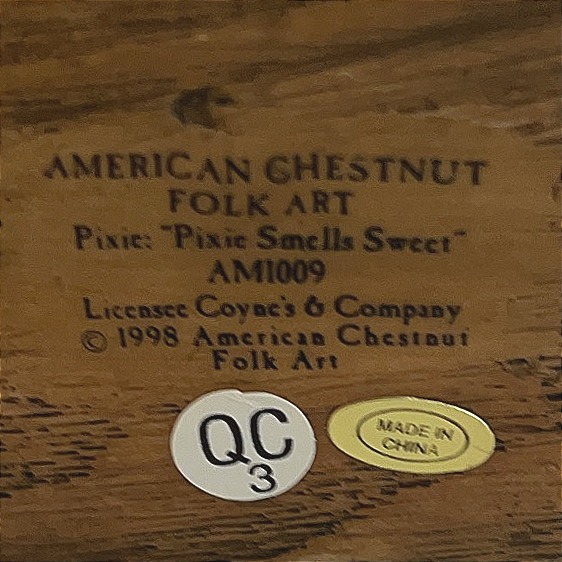 AMERICAN CHESTNUT
FOLK ART
Pixie: "Pixie Smells Sweet"
AM1009
Licensee Coyne's & Company
© 1998 American Chestnut
Folk Art
QC
3
MADE IN
CHINA